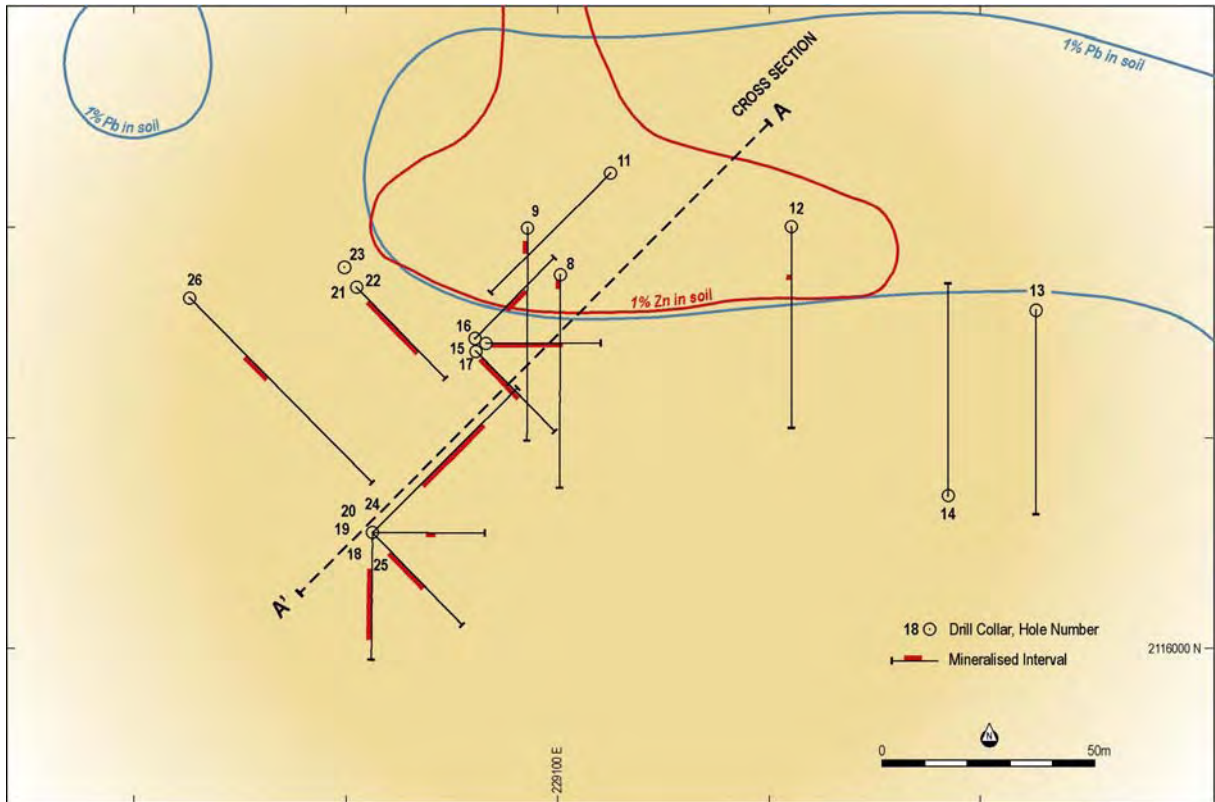 1% Pb in soil
1% Pb in soil
CROSS SECTION
A
11
9
12
8
23
26
22
21
1% Zn in soil
13
16
15
17
24
20
19
18
25
14
A'
18 Drill Collar, Hole Number
Mineralised Interval
2116000 N
N
0 50m
229100 E